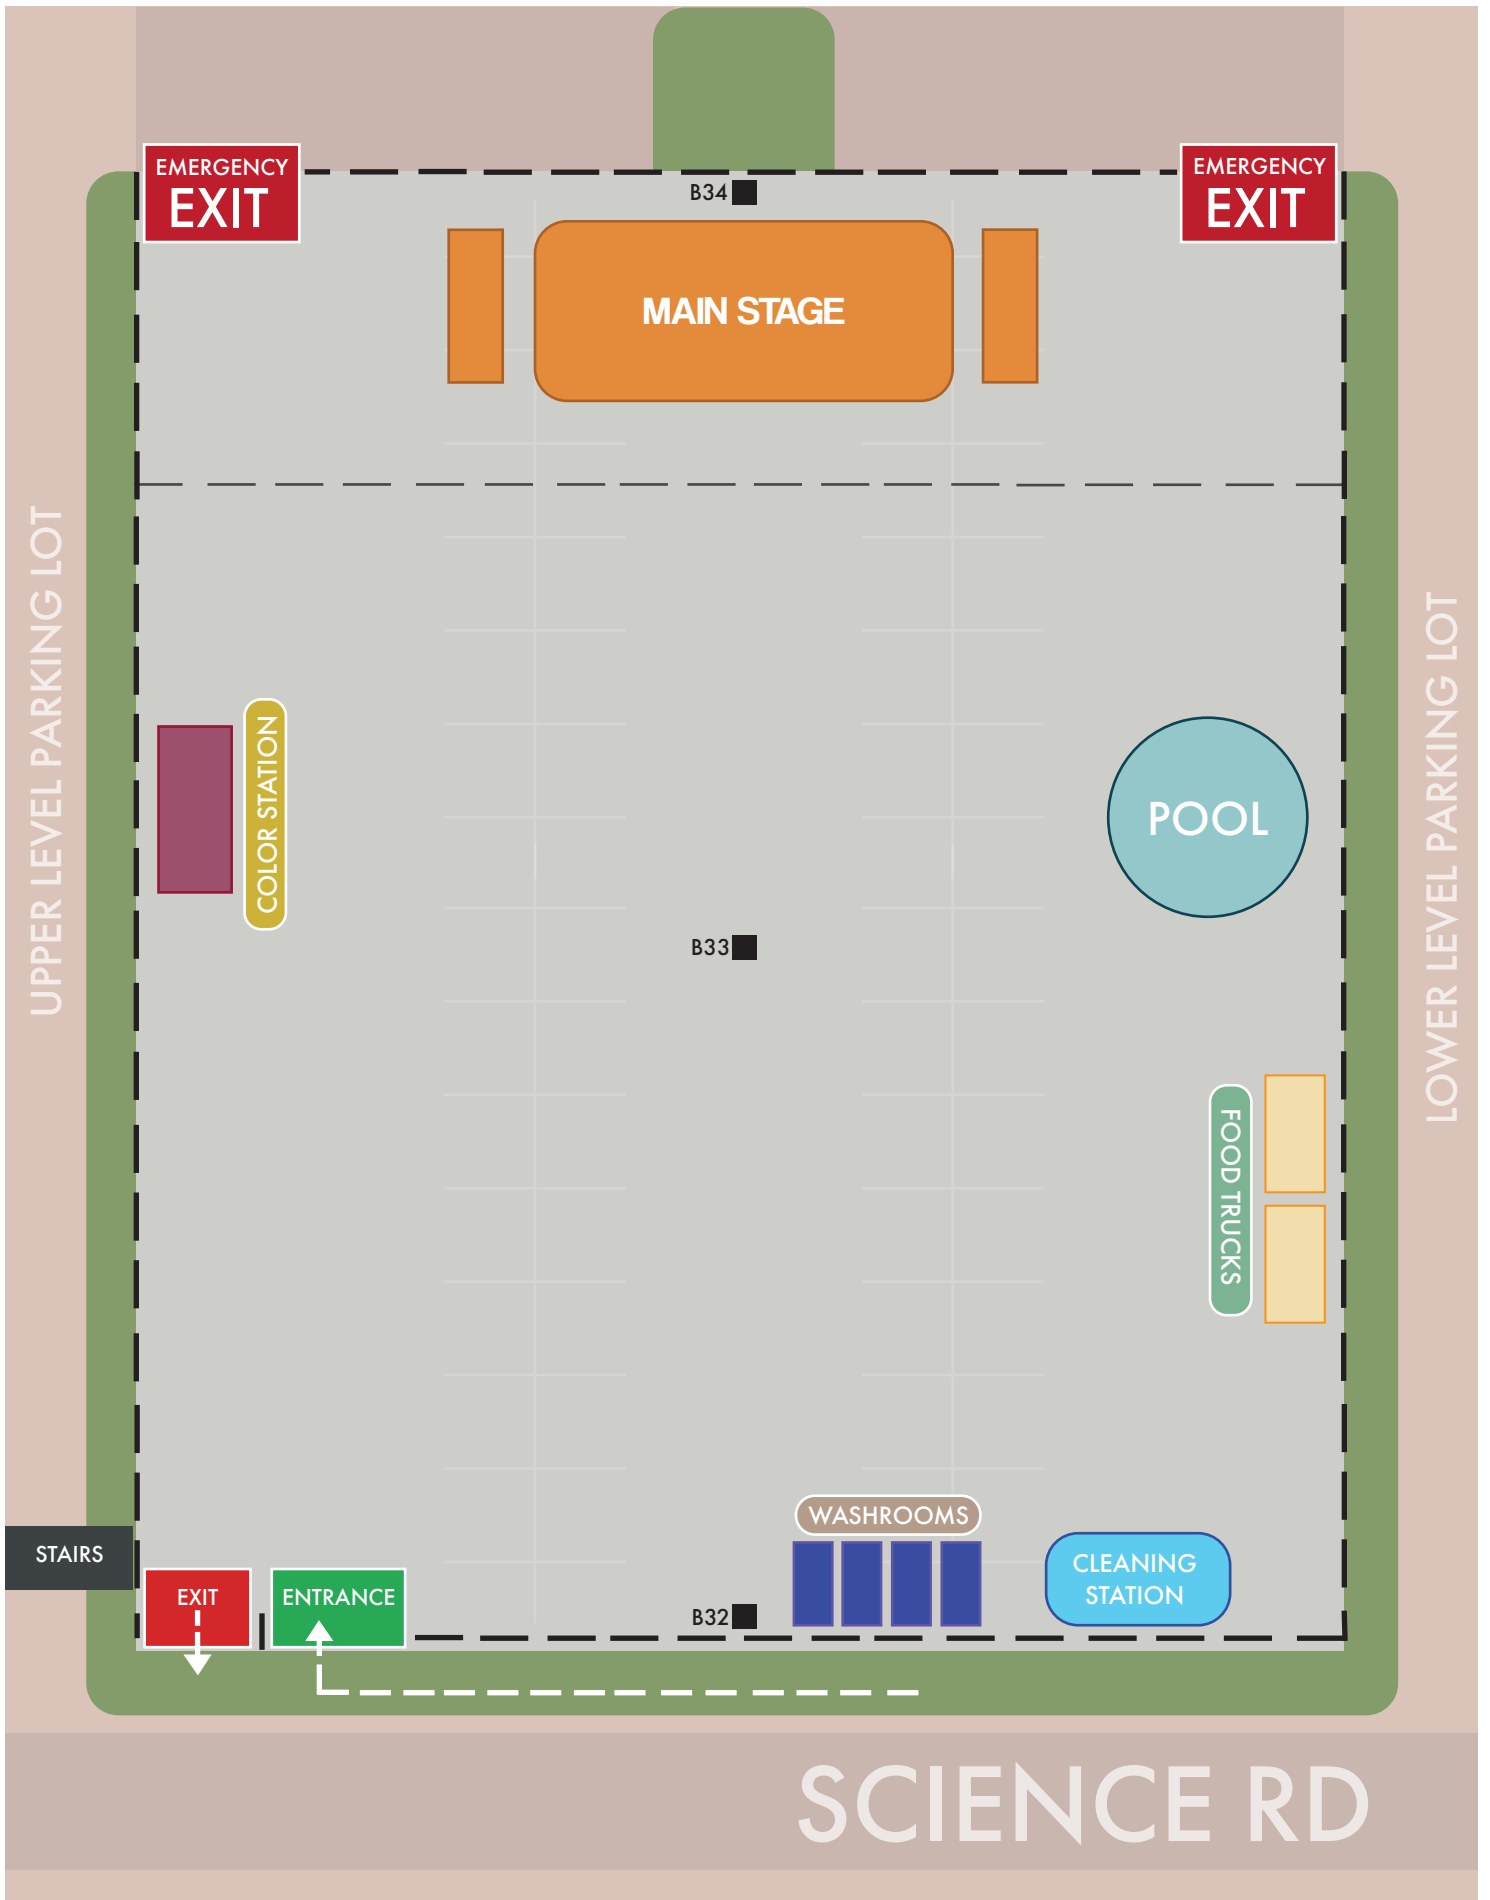 EMERGENCY
EXIT
EMERGENCY
EXIT
B34
MAIN STAGE
UPPER LEVEL PARKING LOT
LOWER LEVEL PARKING LOT
COLOR STATION
POOL
B33
FOOD TRUCKS
WASHROOMS
STAIRS
CLEANING
STATION
EXIT
ENTRANCE
B32
SCIENCE RD